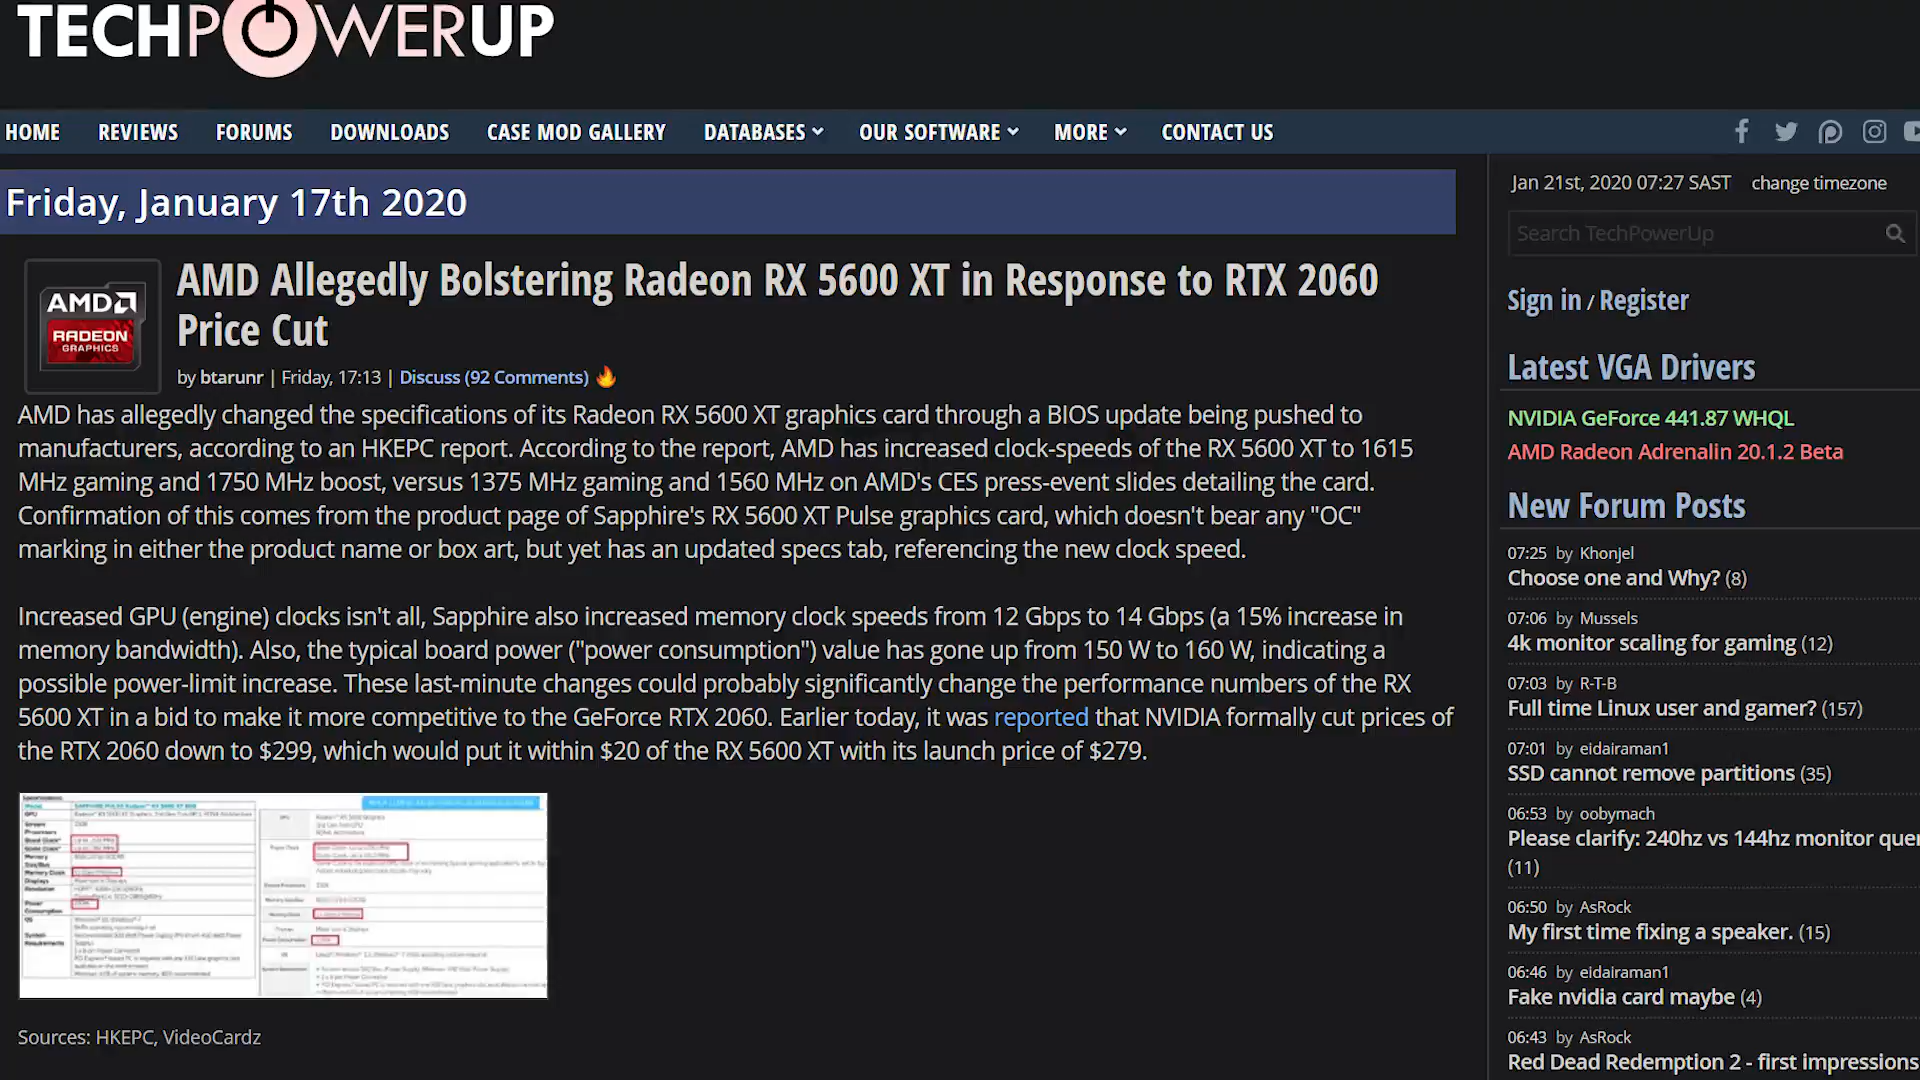 TECHPOWERUP
HOME REVIEWS FORUMS DOWNLOADS CASE MOD GALLERY DATABASES OUR SOFTWARE MORE CONTACT US
Friday, January 17th 2020
AMD
RADEON
GRAPHICS
AMD Allegedly Bolstering Radeon RX 5600 XT in Response to RTX 2060
Price Cut
by btarunr | Friday, 17:13 | Discuss (92 Comments)
AMD has allegedly changed the specifications of its Radeon RX 5600 XT graphics card through a BIOS update being pushed to
manufacturers, according to an HKEPC report. According to the report, AMD has increased clock-speeds of the RX 5600 XT to 1615
MHz gaming and 1750 MHz boost, versus 1375 MHz gaming and 1560 MHz on AMD's CES press-event slides detailing the card.
Confirmation of this comes from the product page of Sapphire's RX 5600 XT Pulse graphics card, which doesn't bear any "OC"
marking in either the product name or box art, but yet has an updated specs tab, referencing the new clock speed.
Increased GPU (engine) clocks isn't all, Sapphire also increased memory clock speeds from 12 Gbps to 14 Gbps (a 15% increase in
memory bandwidth). Also, the typical board power ("power consumption") value has gone up from 150 W to 160 W, indicating a
possible power-limit increase. These last-minute changes could probably significantly change the performance numbers of the RX
5600 XT in a bid to make it more competitive to the GeForce RTX 2060. Earlier today, it was reported that NVIDIA formally cut prices of
the RTX 2060 down to $299, which would put it within $20 of the RX 5600 XT with its launch price of $279.
Sources: HKEPC, VideoCardz
Jan 21st, 2020 07:27 SAST change timezone
Search TechPowerUp
Sign in / Register
Latest VGA Drivers
NVIDIA GeForce 441.87 WHQL
AMD Radeon Adrenalin 20.1.2 Beta
New Forum Posts
07:25 by Khonjel
Choose one and Why? (8)
07:06 by Mussels
4k monitor scaling for gaming (12)
07:03 by R-T-B
Full time Linux user and gamer? (157)
07:01 by eidairaman1
SSD cannot remove partitions (35)
06:53 by oobymach
Please clarify: 240hz vs 144hz monitor quer
(11)
06:50 by AsRock
My first time fixing a speaker. (15)
06:46 by eidairaman1
Fake nvidia card maybe (4)
06:43 by AsRock
Red Dead Redemption 2 - first impressions